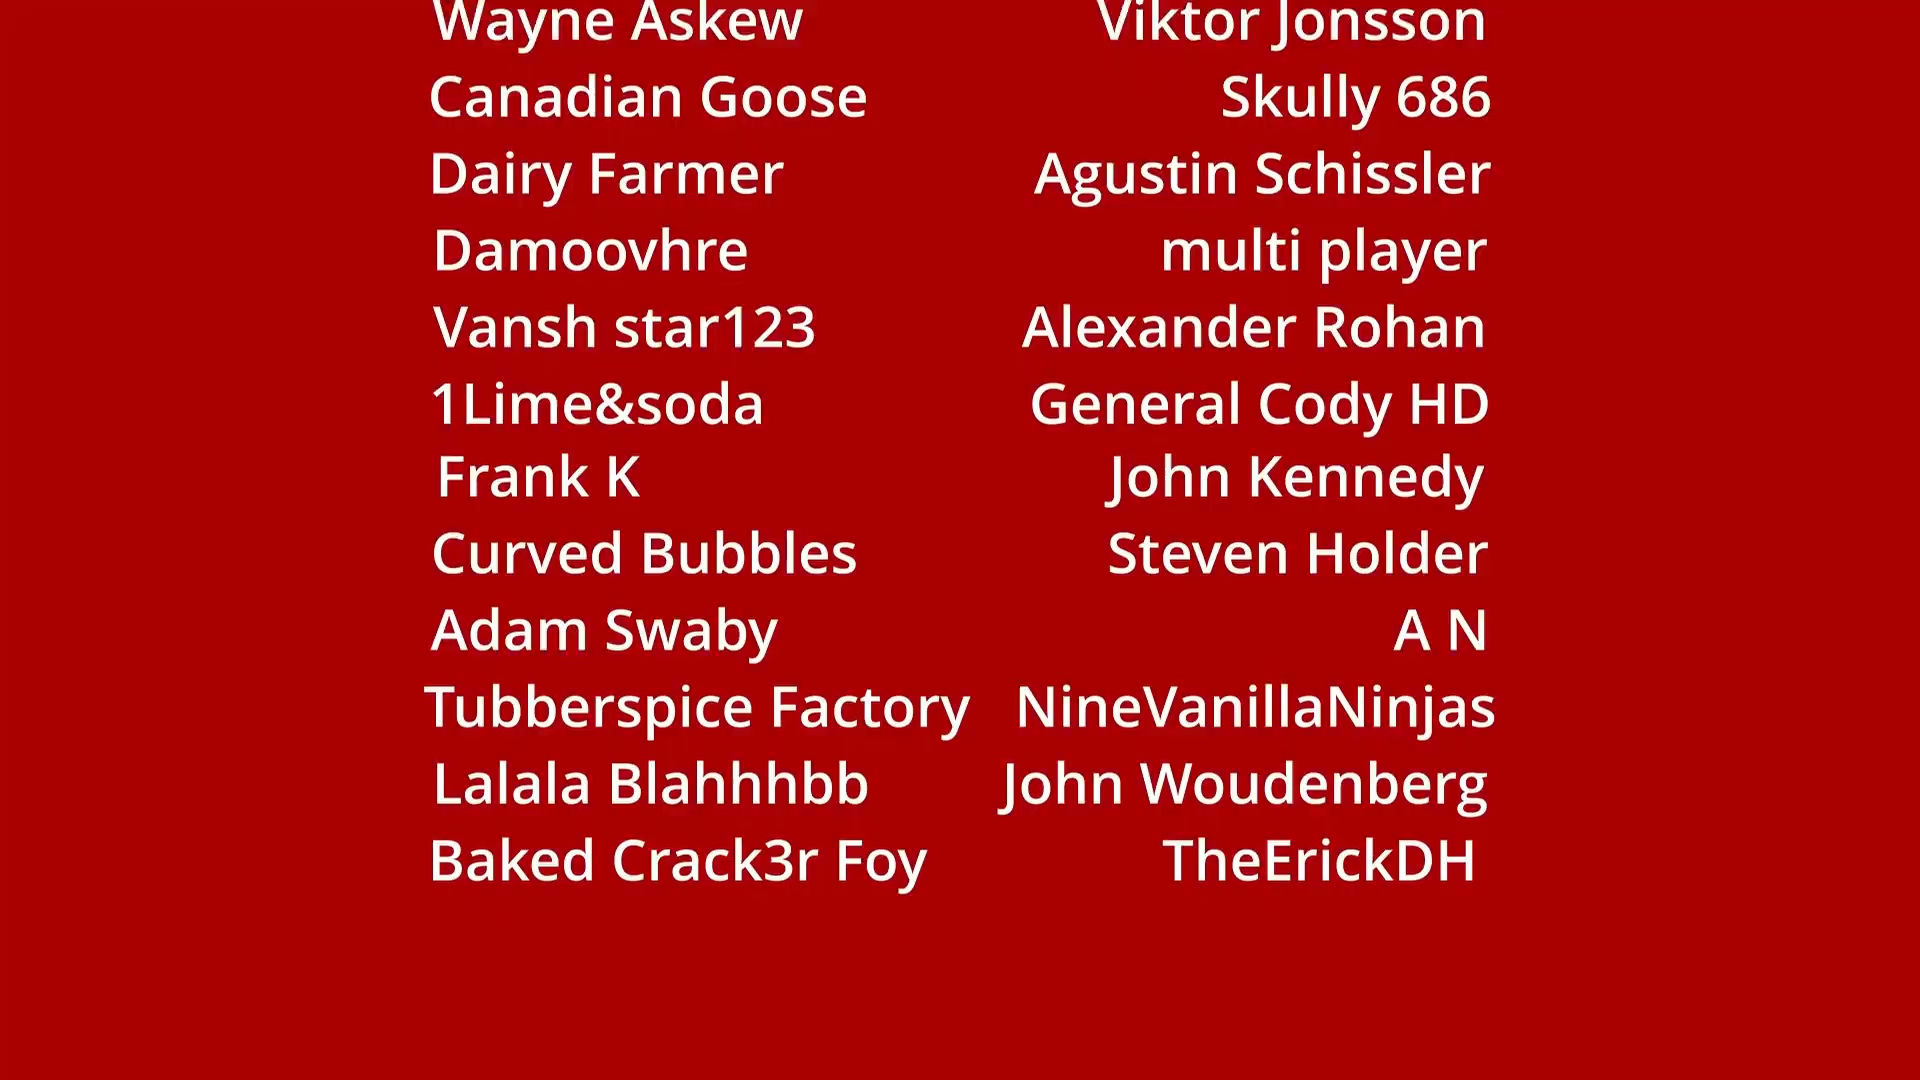 Wayne Askew Viktor Jonsson
Canadian Goose Skully 686
Dairy Farmer Agustin Schissler
Damoovhre multi player
Vansh star123 Alexander Rohan
1Lime&soda General Cody HD
Frank K John Kennedy
Curved Bubbles Steven Holder
Adam Swaby A N
Tubberspice Factory NineVanillaNinjas
Lalala Blahhhbb John Woudenberg
Baked Crack3r Foy TheErickDH